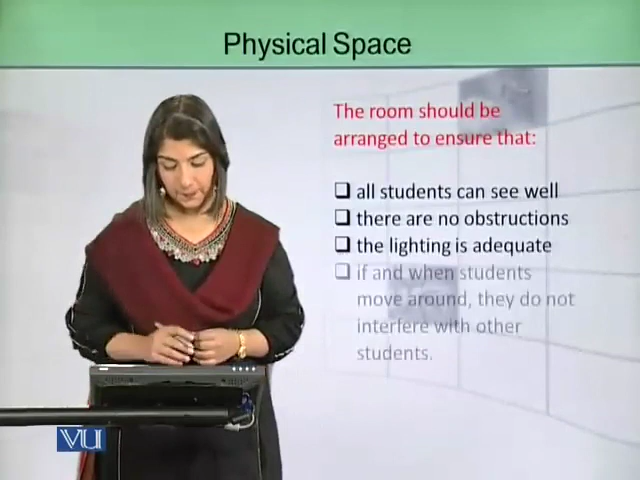 Physical Space
The room should be
arranged to ensure that:
all students can see well
there are no obstructions
the lighting is adequate
if and when students
move around, they do not
interfere with other
students.
VU